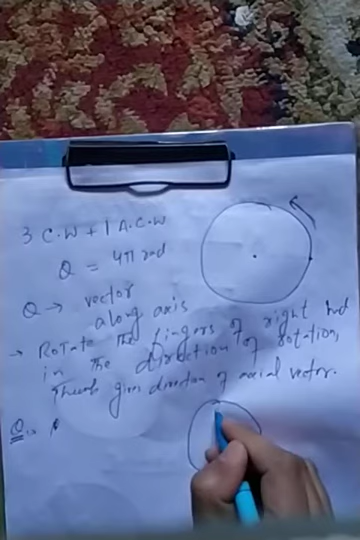 3 C.W + 1 A.C.W
Q = 4π rad
Q → vector
along axis
→ Rotate the fingers of right
in the direction of rotation,
Thumb gives direction of axial vector.
Q is